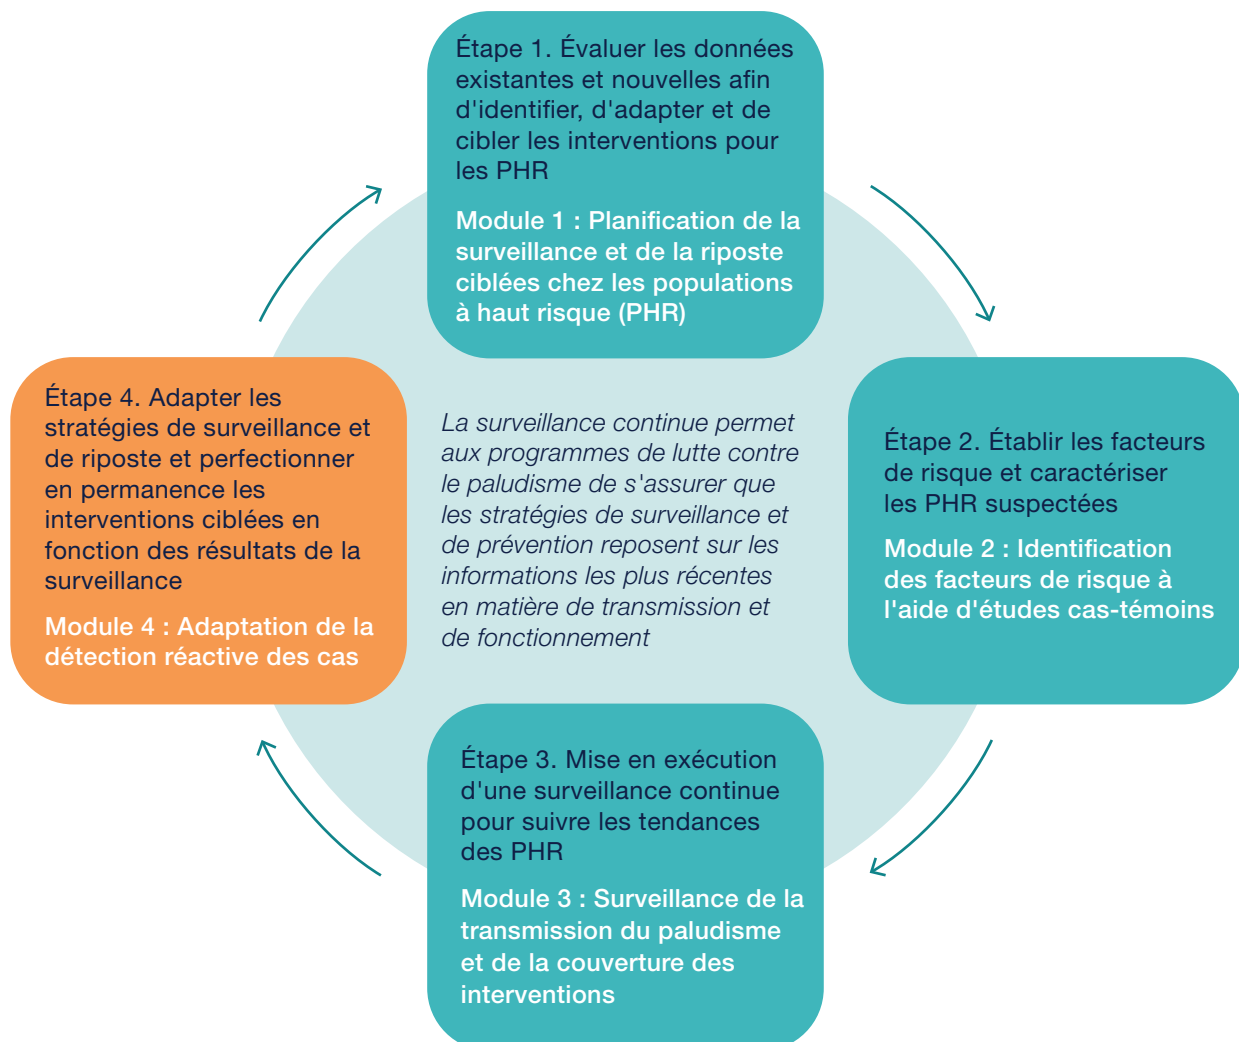 Étape 1. Évaluer les données
existantes et nouvelles afin
d'identifier, d'adapter et de
cibler les interventions pour
les PHR
Module 1 : Planification de la
surveillance et de la riposte
ciblées chez les populations
à haut risque (PHR)
Étape 2. Établir les facteurs
de risque et caractériser
les PHR suspectées
Module 2 : Identification
des facteurs de risque à
l'aide d'études cas-témoins
Étape 3. Mise en exécution
d'une surveillance continue
pour suivre les tendances
des PHR
Module 3 : Surveillance de la
transmission du paludisme
et de la couverture des
interventions
Étape 4. Adapter les
stratégies de surveillance et
de riposte et perfectionner
en permanence les
interventions ciblées en
fonction des résultats de la
surveillance
Module 4 : Adaptation de la
détection réactive des cas
La surveillance continue permet
aux programmes de lutte contre
le paludisme de s'assurer que
les stratégies de surveillance et
de prévention reposent sur les
informations les plus récentes
en matière de transmission et
de fonctionnement